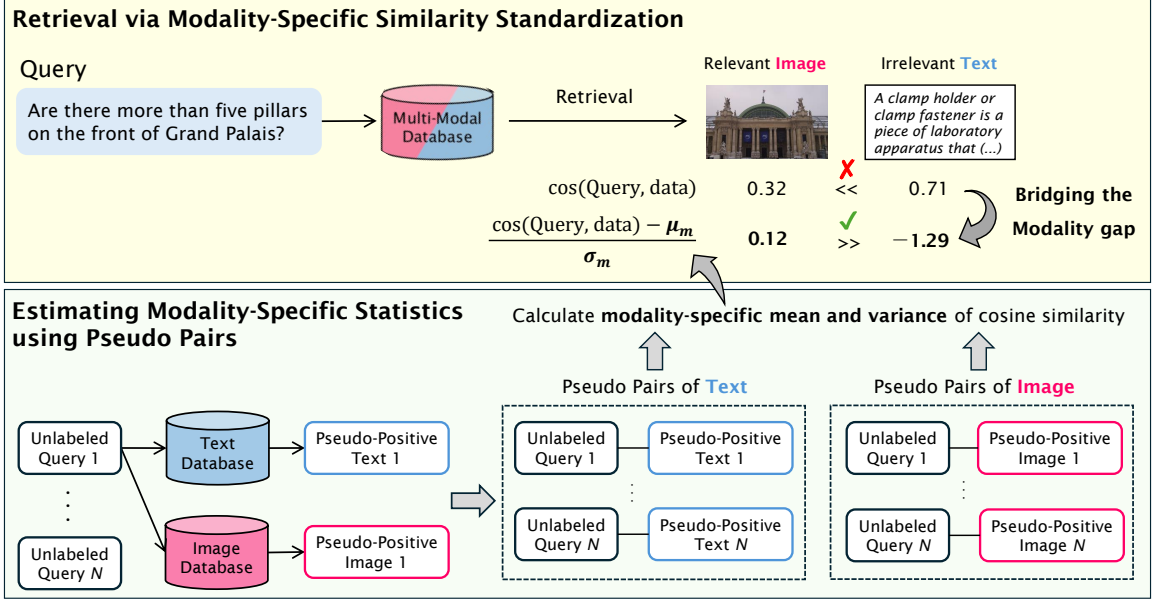 Retrieval via Modality-Specific Similarity Standardization
Query
Are there more than five pillars
on the front of Grand Palais?
Multi-Modal
Database
Retrieval
Relevant Image
Irrelevant Text
A clamp holder or
clamp fastener is a
piece of laboratory
apparatus that (...)
cos(Query, data) 0.32 << 0.71
✗
cos(Query, data) − μm
σm
0.12 >> −1.29
✓
Bridging the
Modality gap
Estimating Modality-Specific Statistics
using Pseudo Pairs
Calculate modality-specific mean and variance of cosine similarity
Unlabeled
Query 1
Text
Database
Pseudo-Positive
Text 1
Unlabeled
Query N
Image
Database
Pseudo-Positive
Image 1
Pseudo Pairs of Text
Unlabeled
Query 1
Pseudo-Positive
Text 1
Unlabeled
Query N
Pseudo-Positive
Text N
Pseudo Pairs of Image
Unlabeled
Query 1
Pseudo-Positive
Image 1
Unlabeled
Query N
Pseudo-Positive
Image N